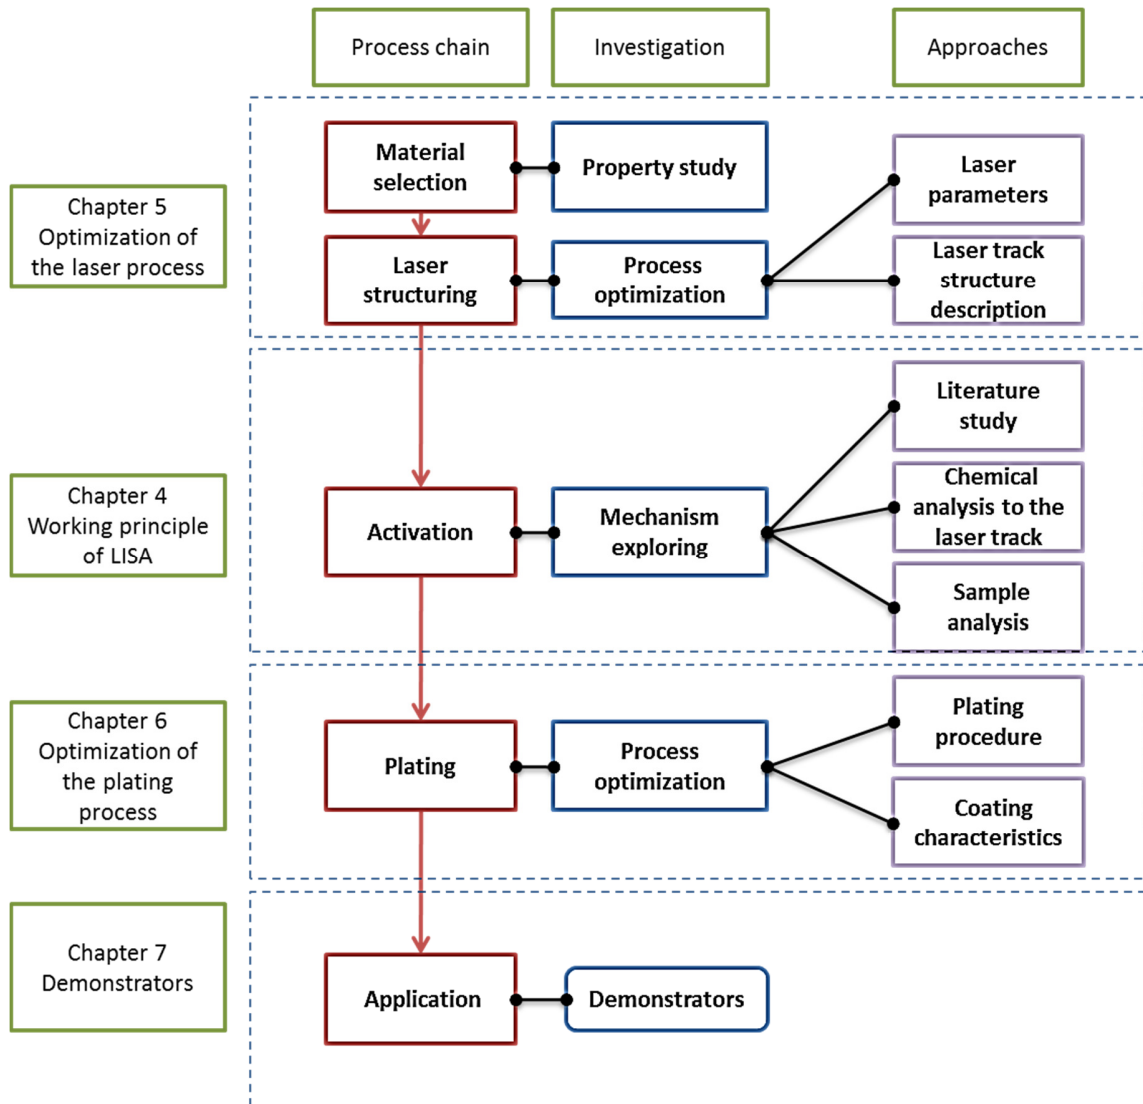 Process chain
Investigation
Approaches
Chapter 5
Optimization of
the laser process
Material
selection
Property study
Laser
parameters
Laser
structuring
Process
optimization
Laser track
structure
description
Chapter 4
Working principle
of LISA
Activation
Mechanism
exploring
Literature
study
Chemical
analysis to the
laser track
Sample
analysis
Chapter 6
Optimization of
the plating
process
Plating
Process
optimization
Plating
procedure
Coating
characteristics
Chapter 7
Demonstrators
Application
Demonstrators